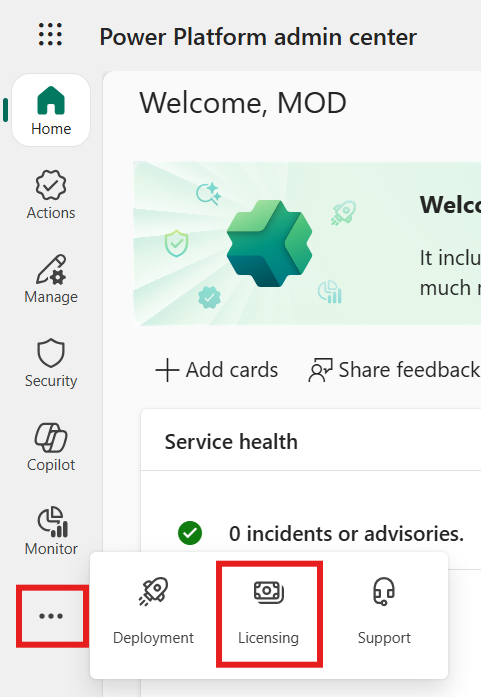 Power Platform admin center
Home
Actions
Manage
Security
Copilot
Monitor
Welcome, MOD
It inclu
much
Add cards
Share feedback
Service health
0 incidents or advisories.
Deployment
Licensing
Support